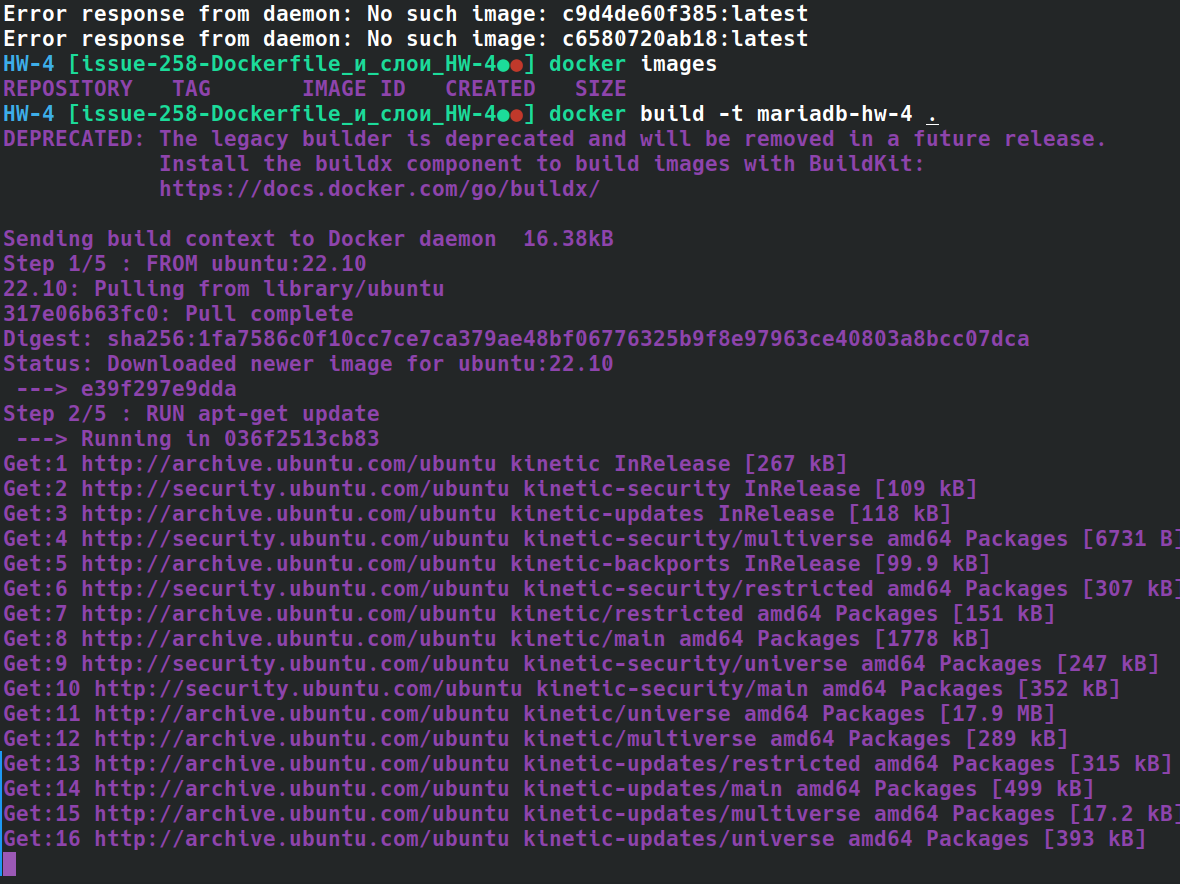 Error response from daemon: No such image: c9d4de60f385:latest
Error response from daemon: No such image: c6580720ab18:latest
HW-4 [issue-258-Dockerfile_и_слои_HW-4●●] docker images
REPOSITORY   TAG       IMAGE ID   CREATED   SIZE
HW-4 [issue-258-Dockerfile_и_слои_HW-4●●] docker build -t mariadb-hw-4 .
DEPRECATED: The legacy builder is deprecated and will be removed in a future release.
            Install the buildx component to build images with BuildKit:
            https://docs.docker.com/go/buildx/

Sending build context to Docker daemon  16.38kB
Step 1/5 : FROM ubuntu:22.10
22.10: Pulling from library/ubuntu
317e06b63fc0: Pull complete
Digest: sha256:1fa7586c0f10cc7ce7ca379ae48bf06776325b9f8e97963ce40803a8bcc07dca
Status: Downloaded newer image for ubuntu:22.10
 ---> e39f297e9dda
Step 2/5 : RUN apt-get update
 ---> Running in 036f2513cb83
Get:1 http://archive.ubuntu.com/ubuntu kinetic InRelease [267 kB]
Get:2 http://security.ubuntu.com/ubuntu kinetic-security InRelease [109 kB]
Get:3 http://archive.ubuntu.com/ubuntu kinetic-updates InRelease [118 kB]
Get:4 http://security.ubuntu.com/ubuntu kinetic-security/multiverse amd64 Packages [6731 B]
Get:5 http://archive.ubuntu.com/ubuntu kinetic-backports InRelease [99.9 kB]
Get:6 http://security.ubuntu.com/ubuntu kinetic-security/restricted amd64 Packages [307 kB]
Get:7 http://archive.ubuntu.com/ubuntu kinetic/restricted amd64 Packages [151 kB]
Get:8 http://archive.ubuntu.com/ubuntu kinetic/main amd64 Packages [1778 kB]
Get:9 http://security.ubuntu.com/ubuntu kinetic-security/universe amd64 Packages [247 kB]
Get:10 http://security.ubuntu.com/ubuntu kinetic-security/main amd64 Packages [352 kB]
Get:11 http://archive.ubuntu.com/ubuntu kinetic/universe amd64 Packages [17.9 MB]
Get:12 http://archive.ubuntu.com/ubuntu kinetic/multiverse amd64 Packages [289 kB]
Get:13 http://archive.ubuntu.com/ubuntu kinetic-updates/restricted amd64 Packages [315 kB]
Get:14 http://archive.ubuntu.com/ubuntu kinetic-updates/main amd64 Packages [499 kB]
Get:15 http://archive.ubuntu.com/ubuntu kinetic-updates/multiverse amd64 Packages [17.2 kB]
Get:16 http://archive.ubuntu.com/ubuntu kinetic-updates/universe amd64 Packages [393 kB]